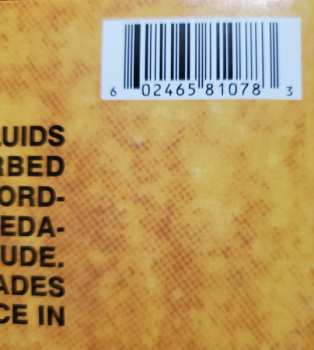 6 02465 81078 3
LUIDS
RBED
ORD-
EDA-
UDE.
ADES
CE IN